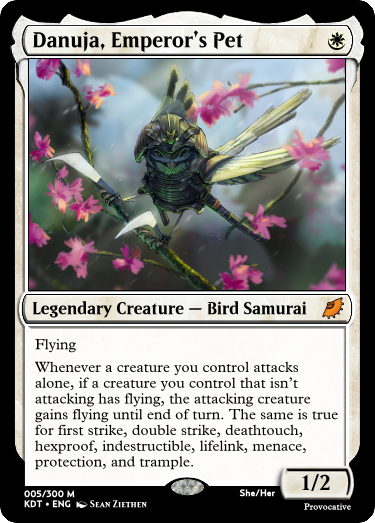 Danuja, Emperor's Pet
Legendary Creature — Bird Samurai
Flying
Whenever a creature you control attacks
alone, if a creature you control that isn't
attacking has flying, the attacking creature
gains flying until end of turn. The same is true
for first strike, double strike, deathtouch,
hexproof, indestructible, lifelink, menace,
protection, and trample.
1/2
005/300 M
She/Her
KDT • ENG Sean Ziethen
Provocative